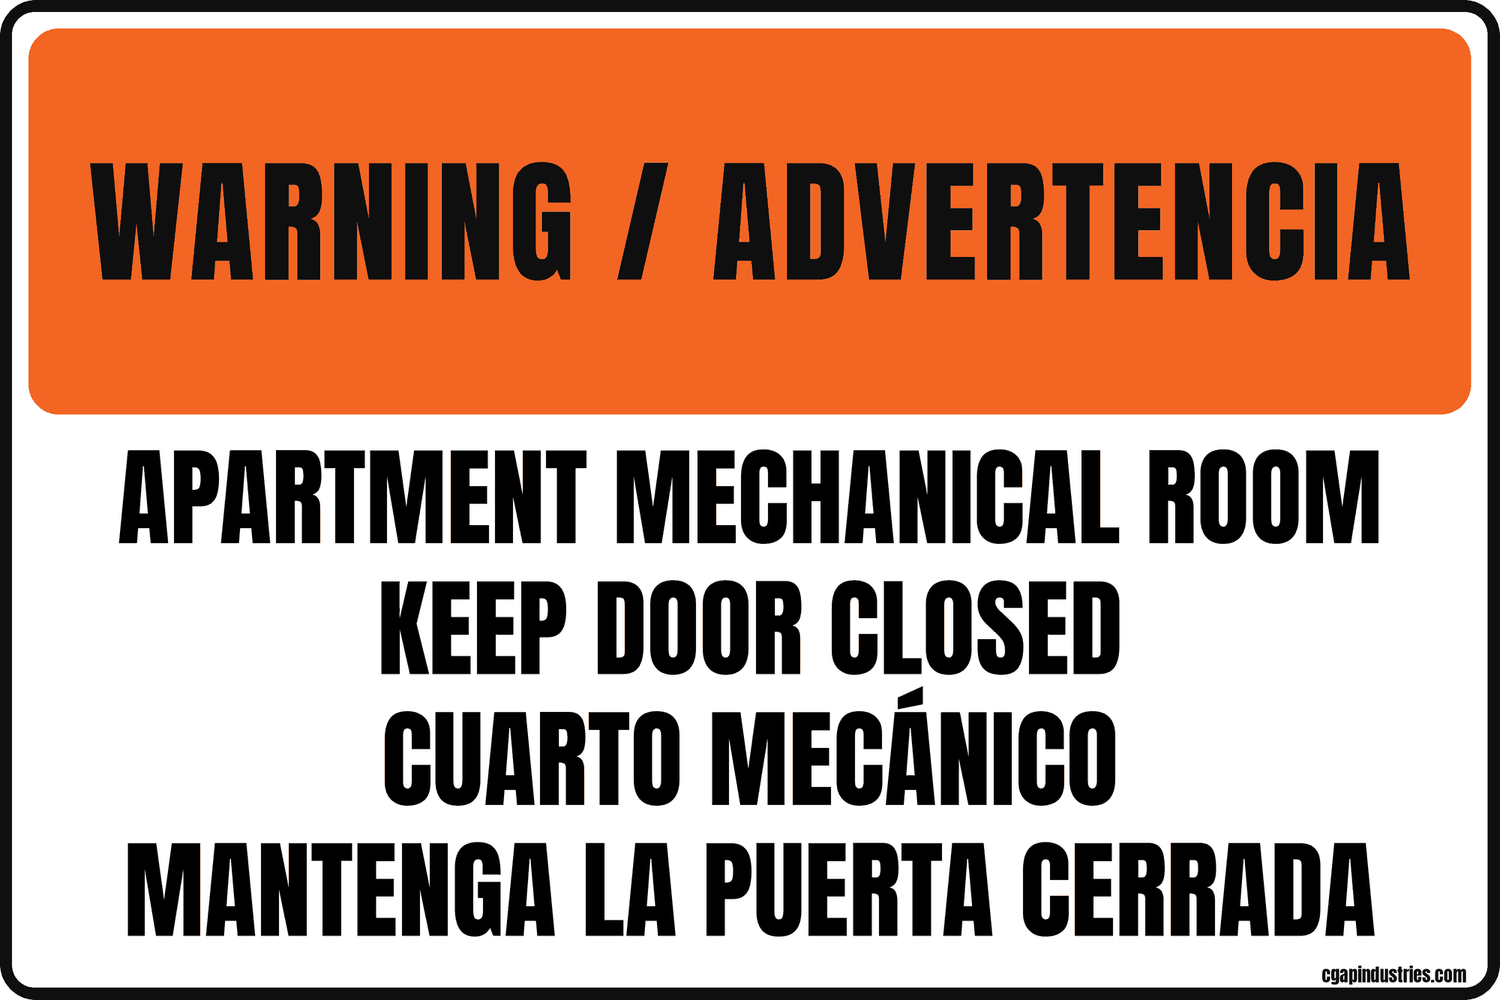 WARNING / ADVERTENCIA
APARTMENT MECHANICAL ROOM
KEEP DOOR CLOSED
CUARTO MECÁNICO
MANTENGA LA PUERTA CERRADA
cgapindustries.com